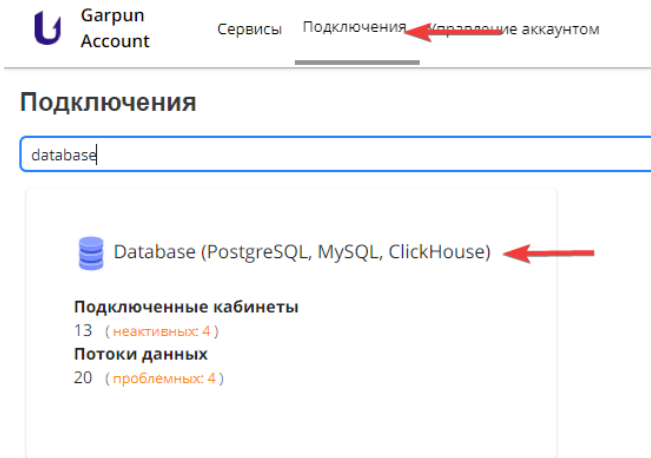 Garpun
Account
Сервисы Подключения Управление аккаунтом
Подключения
database
Database (PostgreSQL, MySQL, ClickHouse)
Подключенные кабинеты
13 (неактивных: 4)
Потоки данных
20 (проблемных: 4)